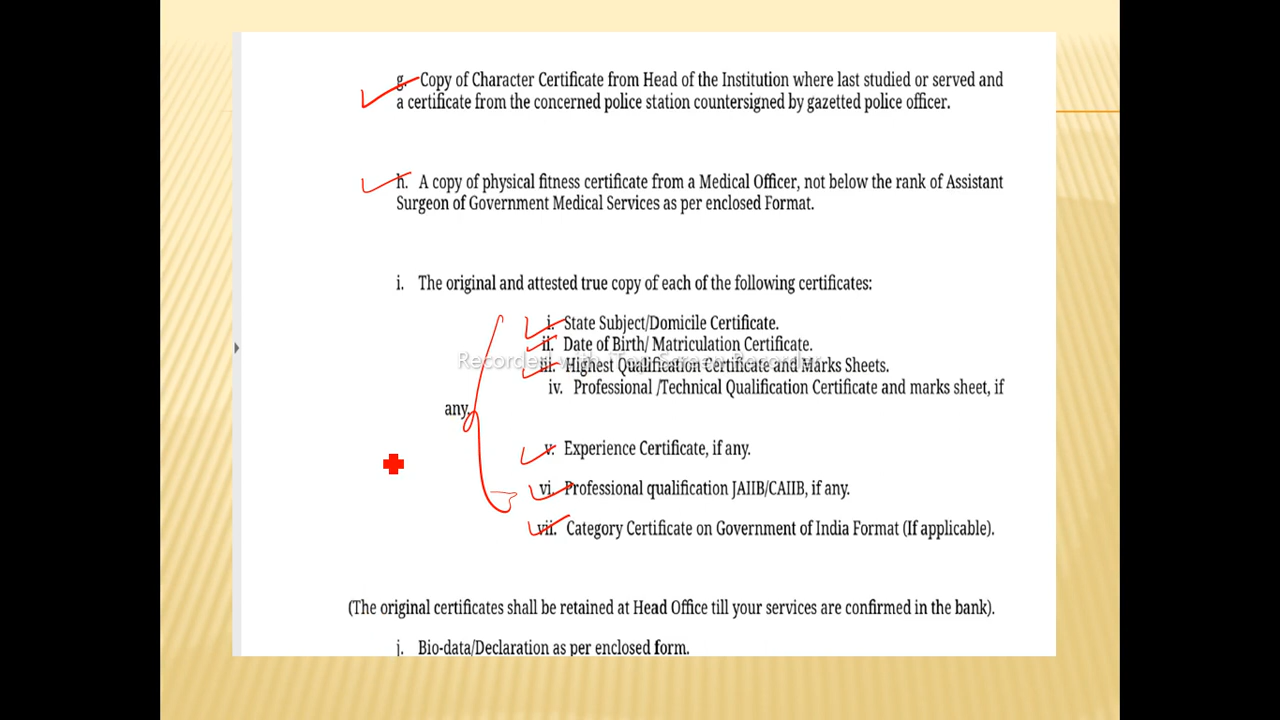 g. Copy of Character Certificate from Head of the Institution where last studied or served and
a certificate from the concerned police station countersigned by gazetted police officer.
h. A copy of physical fitness certificate from a Medical Officer, not below the rank of Assistant
Surgeon of Government Medical Services as per enclosed Format.
i. The original and attested true copy of each of the following certificates:
i. State Subject/Domicile Certificate.
ii. Date of Birth/ Matriculation Certificate.
Recorded with iTop Screen Recorder
iii. Highest Qualification Certificate and Marks Sheets.
iv. Professional /Technical Qualification Certificate and marks sheet, if
any.
v. Experience Certificate, if any.
vi. Professional qualification JAIIB/CAIIB, if any.
vii. Category Certificate on Government of India Format (If applicable).
(The original certificates shall be retained at Head Office till your services are confirmed in the bank).
j. Bio-data/Declaration as per enclosed form.